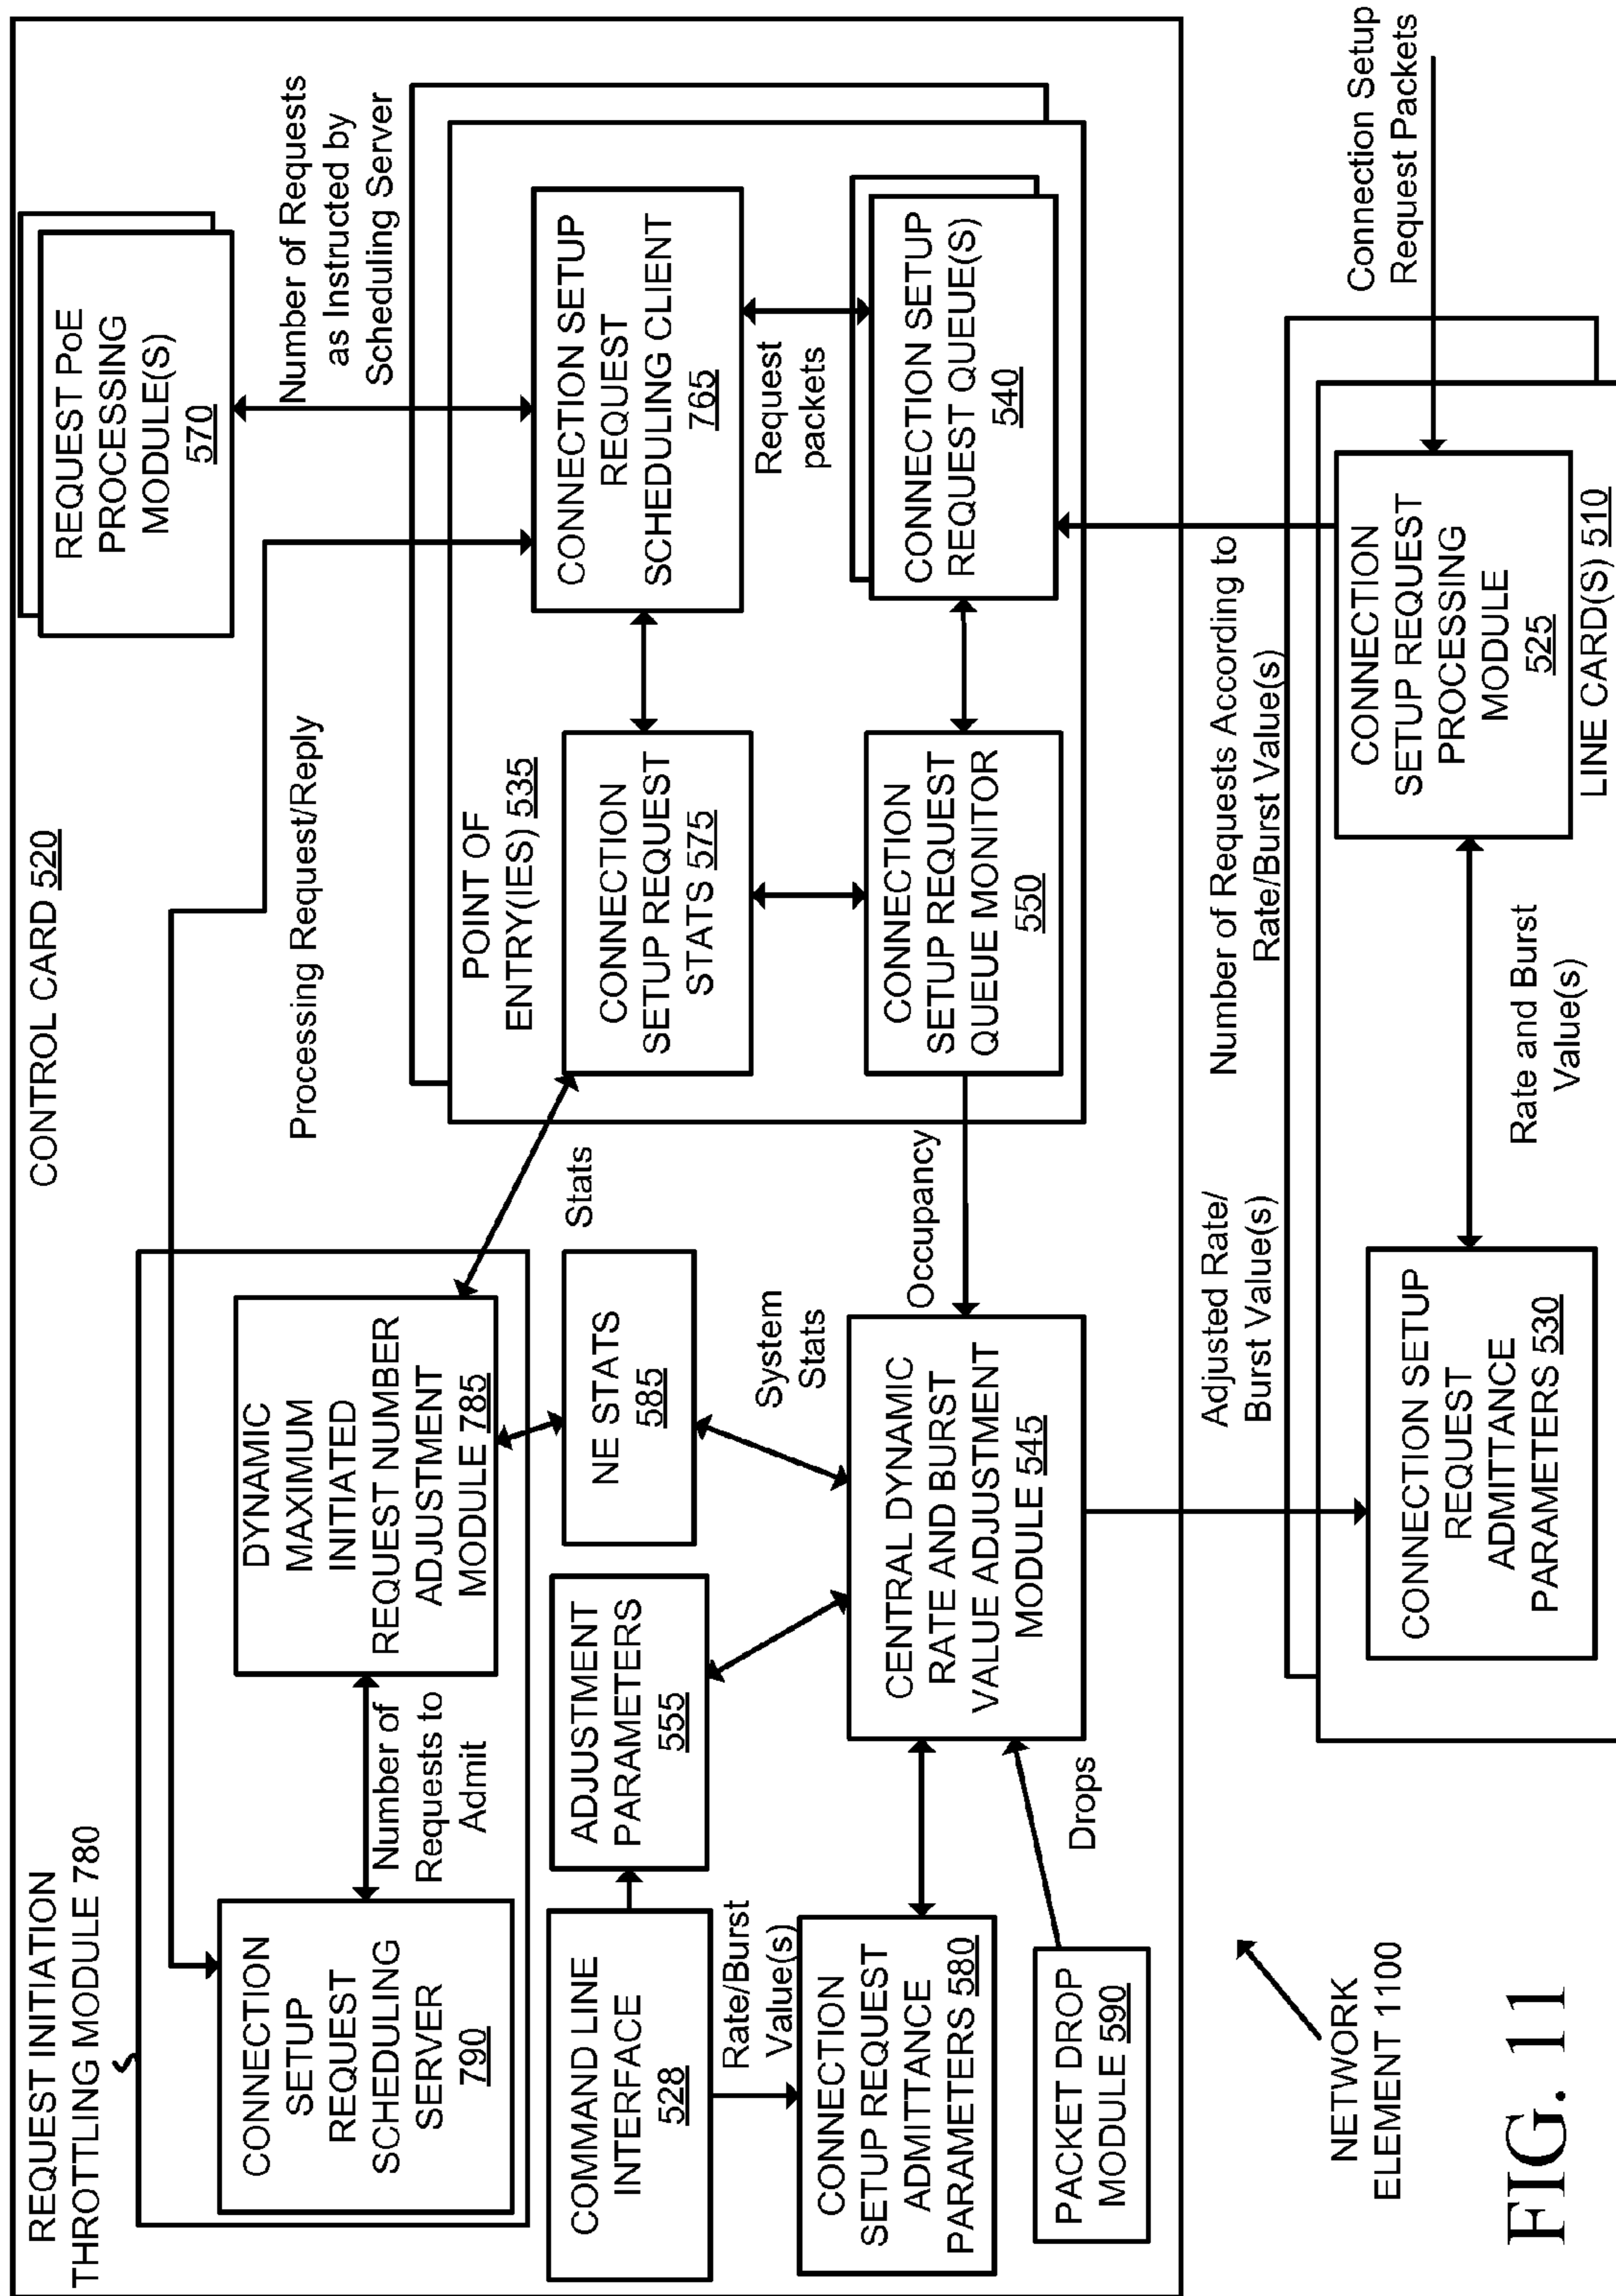 REQUEST INITIATION
THROTTLING MODULE 780
CONTROL CARD 520
CONNECTION
SETUP
REQUEST
SCHEDULING
SERVER
790
Number of
Requests to
Admit
DYNAMIC
MAXIMUM
INITIATED
REQUEST NUMBER
ADJUSTMENT
MODULE 785
Processing Request/Reply
REQUEST PoE
PROCESSING
MODULE(S)
570
Number of Requests
as Instructed by
Scheduling Server
COMMAND LINE
INTERFACE
528
ADJUSTMENT
PARAMETERS
555
NE STATS
585
Stats
POINT OF
ENTRY(IES) 535
CONNECTION
SETUP REQUEST
STATS 575
CONNECTION SETUP
REQUEST
SCHEDULING CLIENT
765
Rate/Burst
Value(s)
System
Stats
Request
packets
CONNECTION
SETUP REQUEST
ADMITTANCE
PARAMETERS 580
CENTRAL DYNAMIC
RATE AND BURST
VALUE ADJUSTMENT
MODULE 545
Occupancy
CONNECTION
SETUP REQUEST
QUEUE MONITOR
550
CONNECTION SETUP
REQUEST QUEUE(S)
540
PACKET DROP
MODULE 590
Drops
Adjusted Rate/
Burst Value(s)
Number of Requests According to
Rate/Burst Value(s)
Connection Setup
Request Packets
NETWORK
ELEMENT 1100
CONNECTION SETUP
REQUEST
ADMITTANCE
PARAMETERS 530
Rate and Burst
Value(s)
CONNECTION
SETUP REQUEST
PROCESSING
MODULE
525
LINE CARD(S) 510
FIG. 11